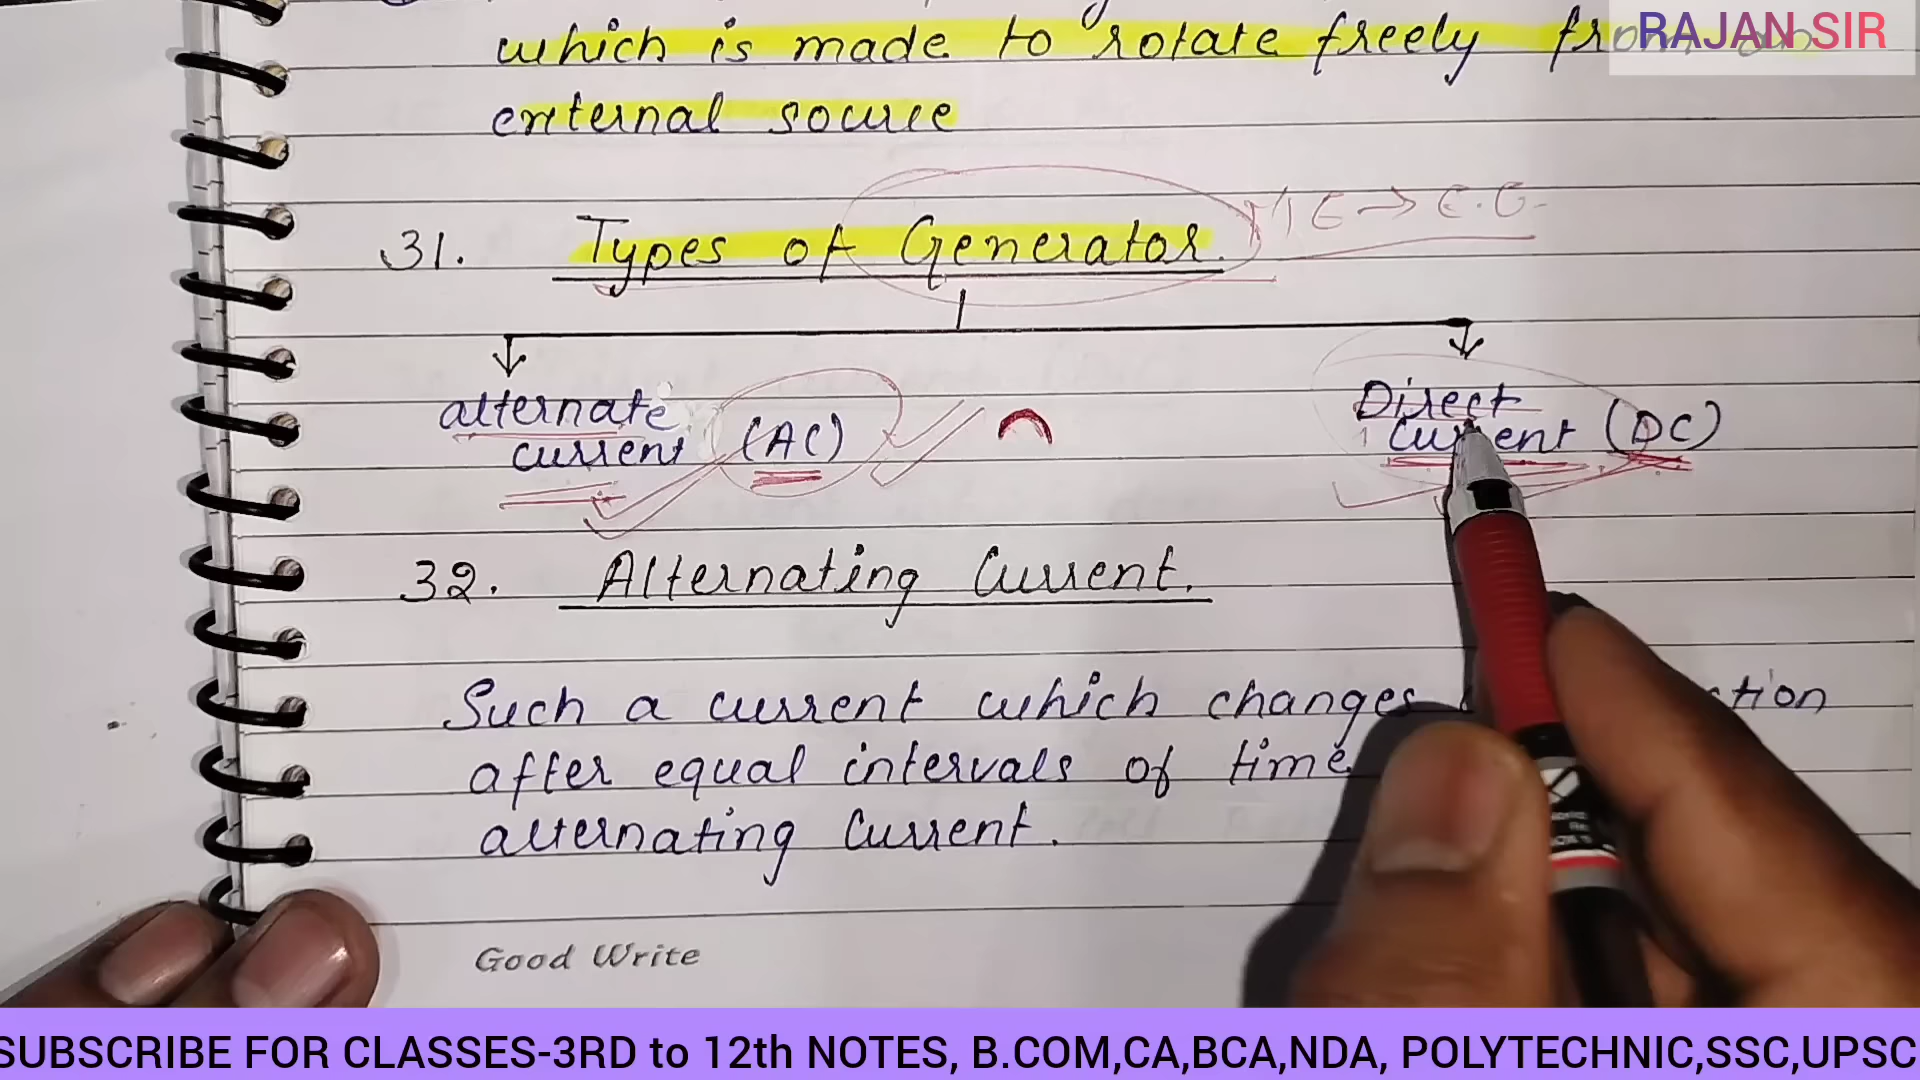 RAJAN SIR
which is made to rotate freely from an
external source
31. Types of Generator.
M E → E.E.
alternate
current (AC)
Direct
Current (DC)
32. Alternating Current.
Such a current which changes
after equal intervals of time
alternating Current.
Good Write
SUBSCRIBE FOR CLASSES-3RD to 12th NOTES, B.COM,CA,BCA,NDA, POLYTECHNIC,SSC,UPSC